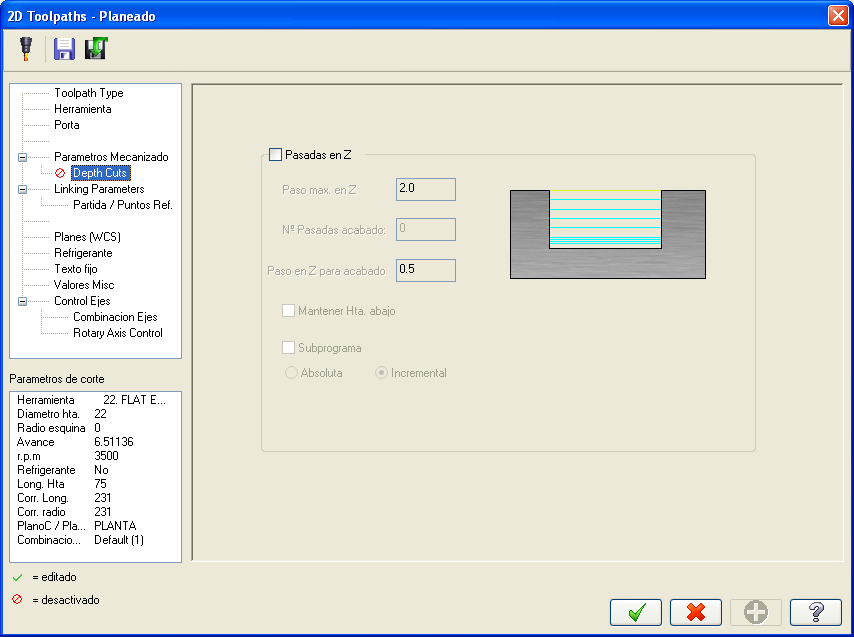 2D Toolpaths - Planeado
Toolpath Type
Herramienta
Porta
Parametros Mecanizado
Depth Cuts
Linking Parameters
Partida / Puntos Ref.
Planes (WCS)
Refrigerante
Texto fijo
Valores Misc
Control Ejes
Combinacion Ejes
Rotary Axis Control
Parametros de corte
Herramienta 22. FLAT E...
Diametro hta. 22
Radio esquina 0
Avance 6.51136
r.p.m 3500
Refrigerante No
Long. Hta 75
Corr. Long. 231
Corr. radio 231
PlanoC / Pla... PLANTA
Combinacio... Default (1)
= editado
= desactivado
Pasadas en Z
Paso max. en Z 2.0
Nº Pasadas acabado: 0
Paso en Z para acabado 0.5
Mantener Hta. abajo
Subprograma
Absoluta Incremental
?